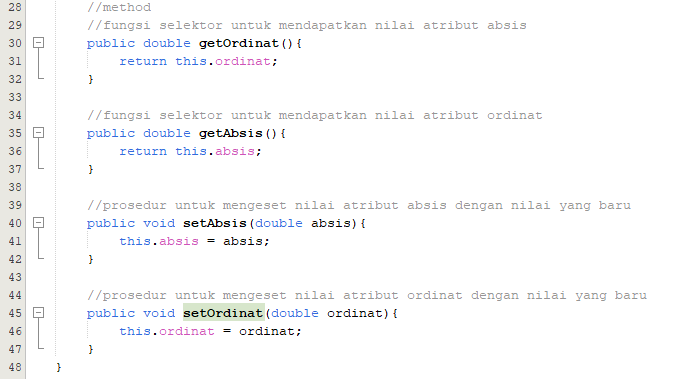 28 //method
29 //fungsi selektor untuk mendapatkan nilai atribut absis
30 public double getOrdinat(){
31 return this.ordinat;
32 }
33
34 //fungsi selektor untuk mendapatkan nilai atribut ordinat
35 public double getAbsis(){
36 return this.absis;
37 }
38
39 //prosedur untuk mengeset nilai atribut absis dengan nilai yang baru
40 public void setAbsis(double absis){
41 this.absis = absis;
42 }
43
44 //prosedur untuk mengeset nilai atribut ordinat dengan nilai yang baru
45 public void setOrdinat(double ordinat){
46 this.ordinat = ordinat;
47 }
48 }